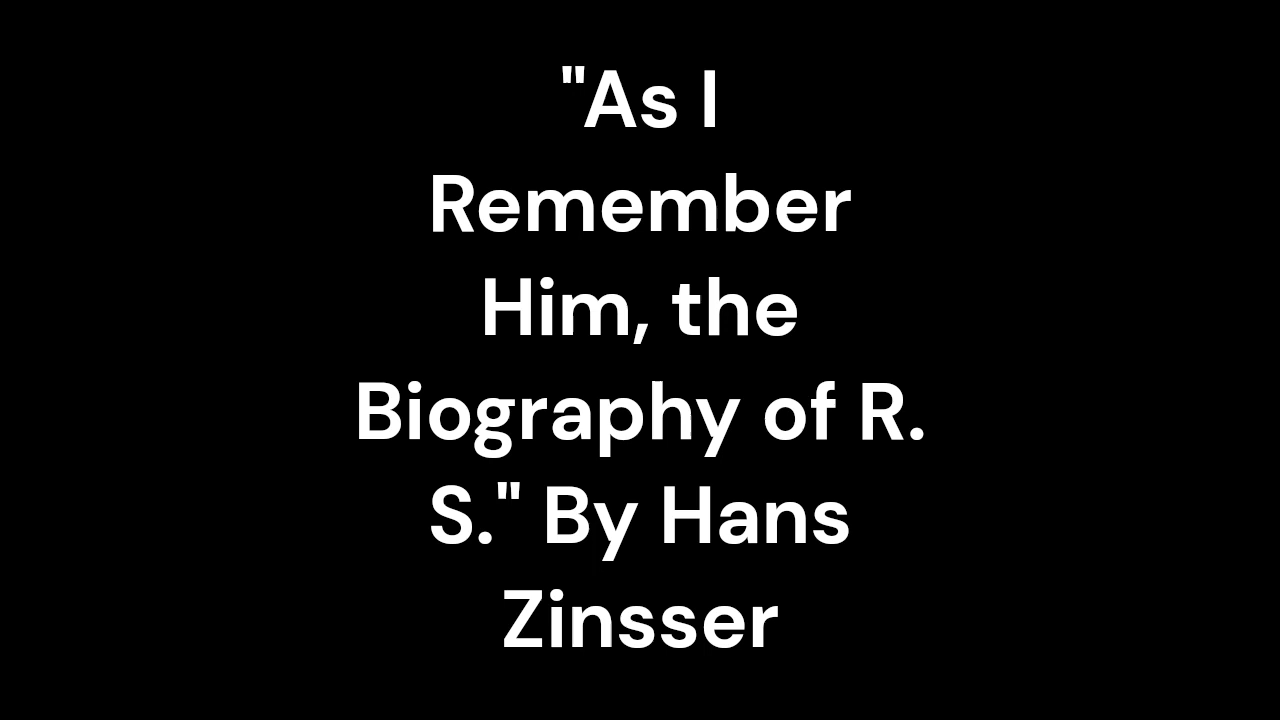 "As I
Remember
Him, the
Biography of R.
S." By Hans
Zinsser